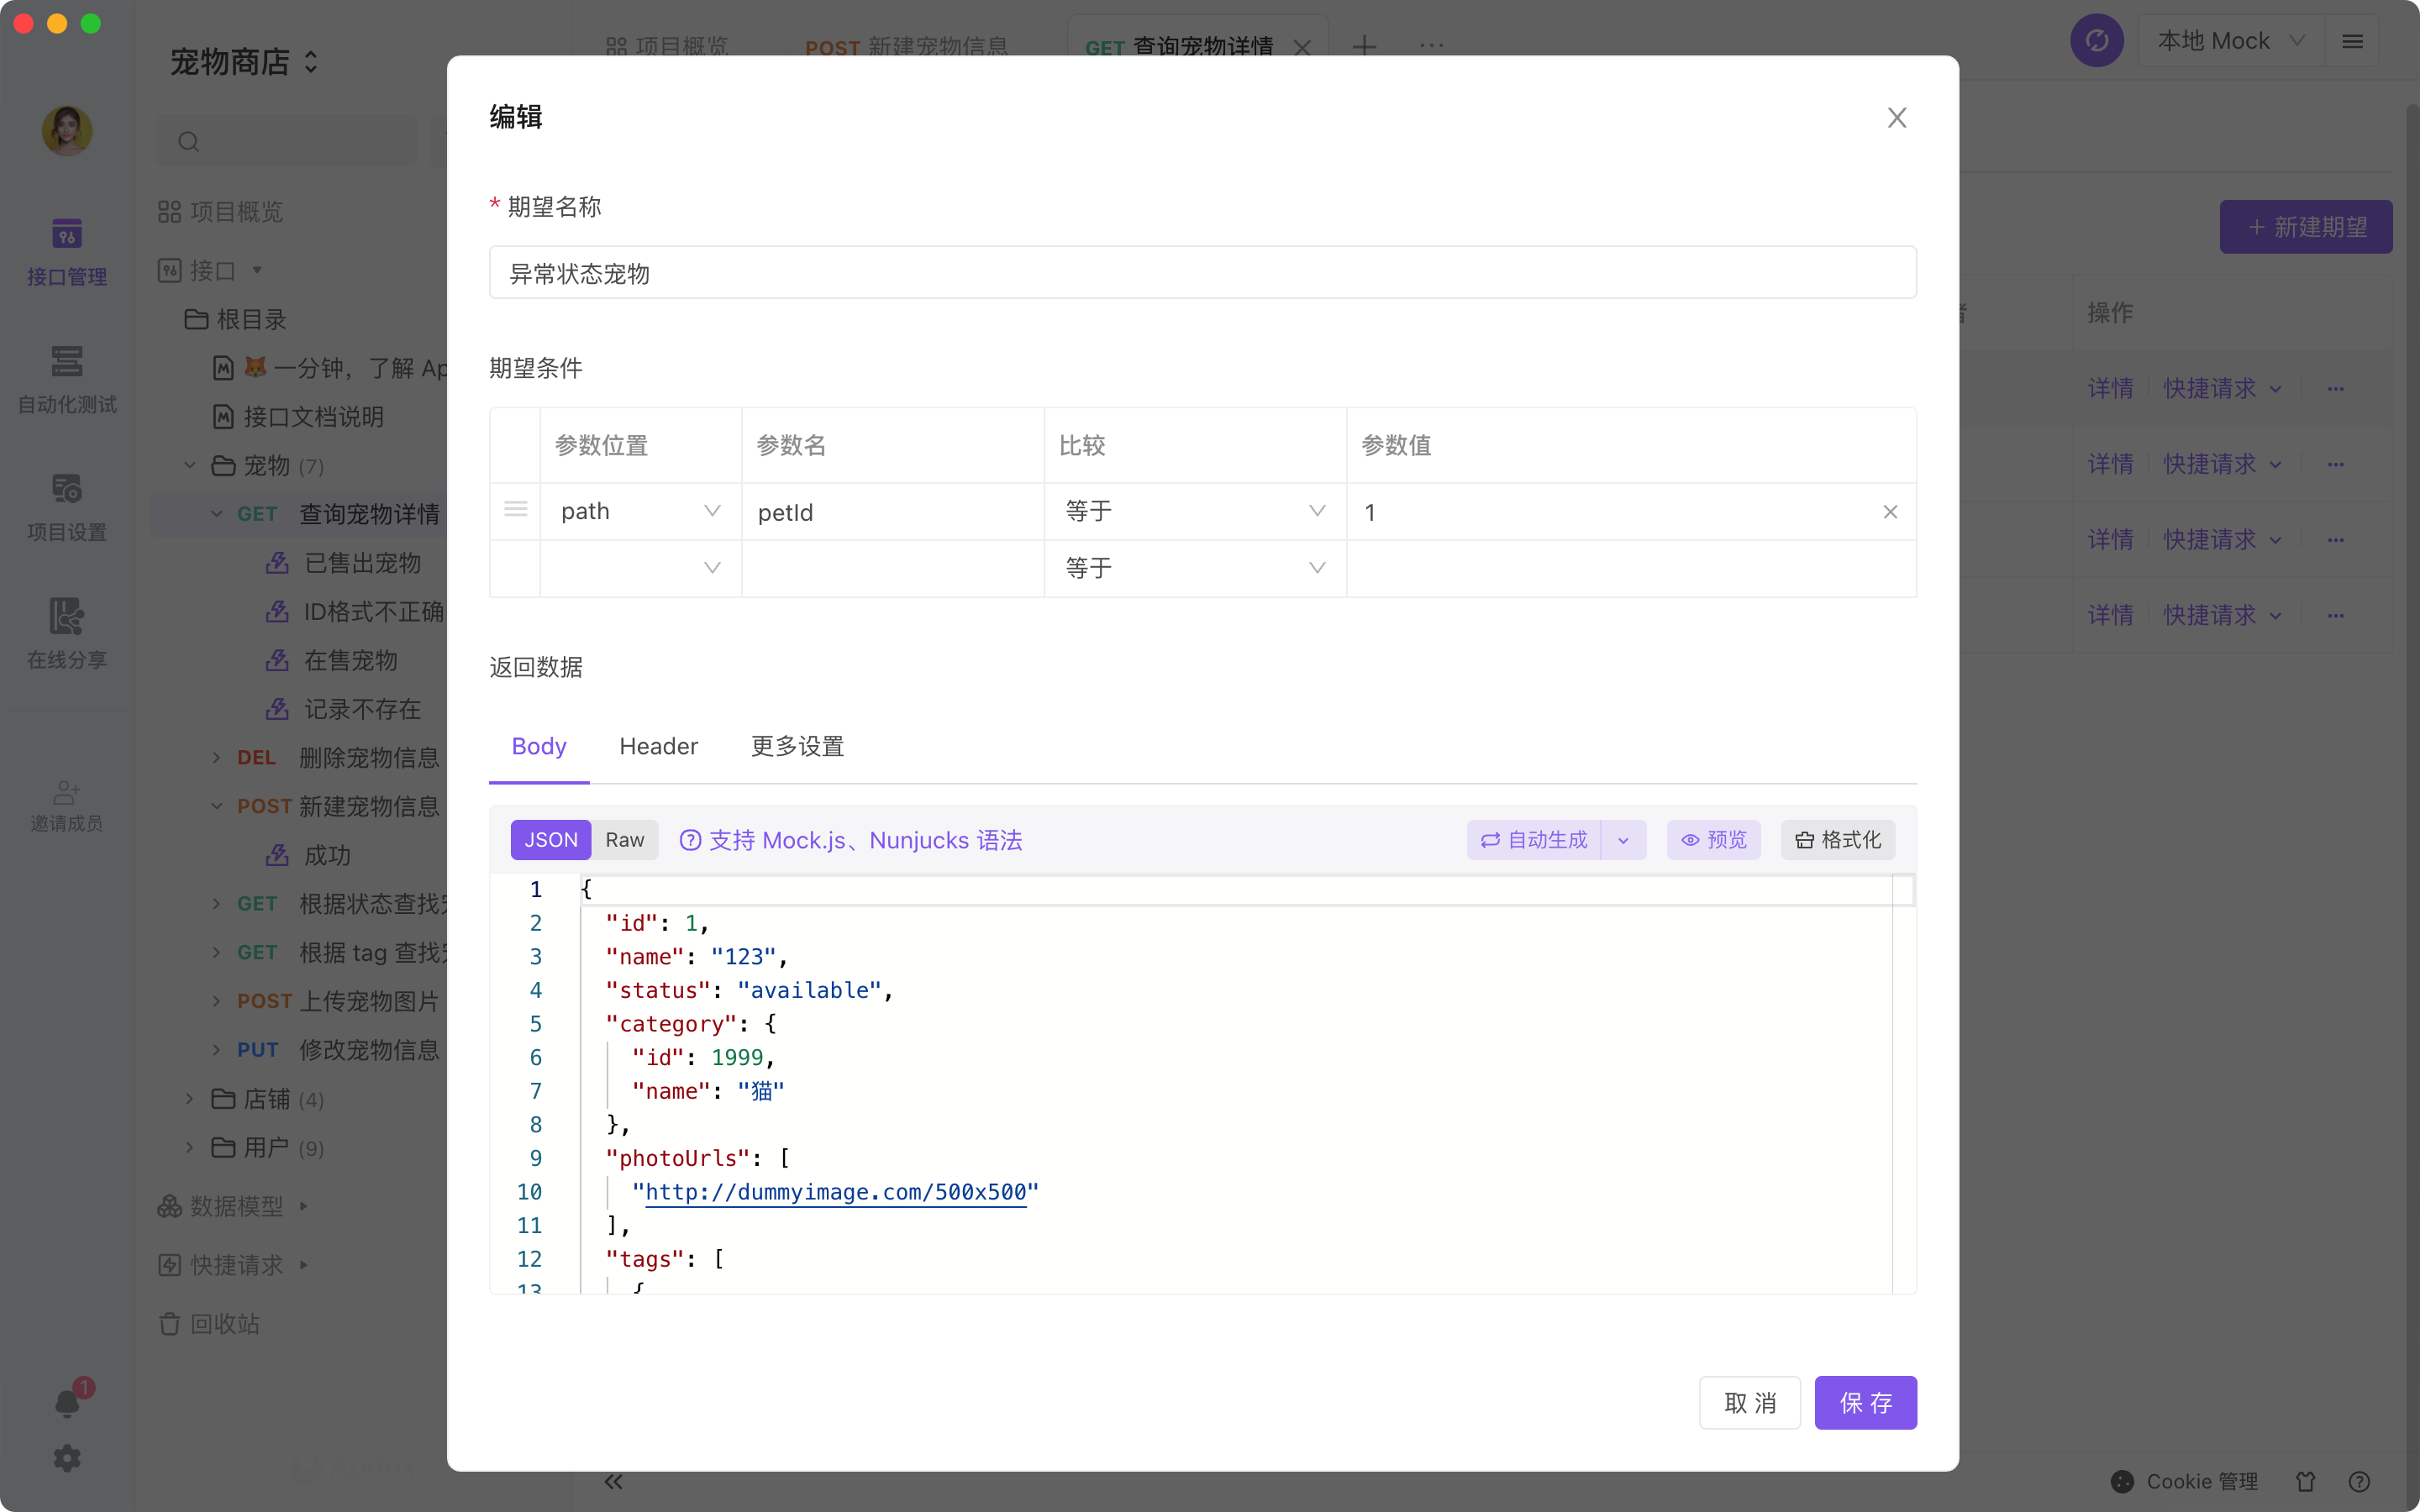 宠物商店
项目概览
POST 新建宠物信息
GET 查询宠物详情
本地 Mock
接口管理
自动化测试
项目设置
在线分享
邀请成员
1
项目概览
接口
根目录
一分钟，了解 Ap
接口文档说明
宠物 (7)
GET 查询宠物详情
已售出宠物
ID格式不正确
在售宠物
记录不存在
DEL 删除宠物信息
POST 新建宠物信息
成功
GET 根据状态查找
GET 根据 tag 查找
POST 上传宠物图片
PUT 修改宠物信息
店铺 (4)
用户 (9)
数据模型
快捷请求
回收站
编辑
* 期望名称
异常状态宠物
期望条件
参数位置 参数名 比较 参数值
path petId 等于 1
等于
返回数据
Body Header 更多设置
JSON Raw 支持 Mock.js、Nunjucks 语法 自动生成 预览 格式化
1 {
2 "id": 1,
3 "name": "123",
4 "status": "available",
5 "category": {
6 "id": 1999,
7 "name": "猫"
8 },
9 "photoUrls": [
10 "http://dummyimage.com/500x500"
11 ],
12 "tags": [
13 {
取 消 保 存
+ 新建期望
操作
详情 快捷请求
详情 快捷请求
详情 快捷请求
详情 快捷请求
Cookie 管理